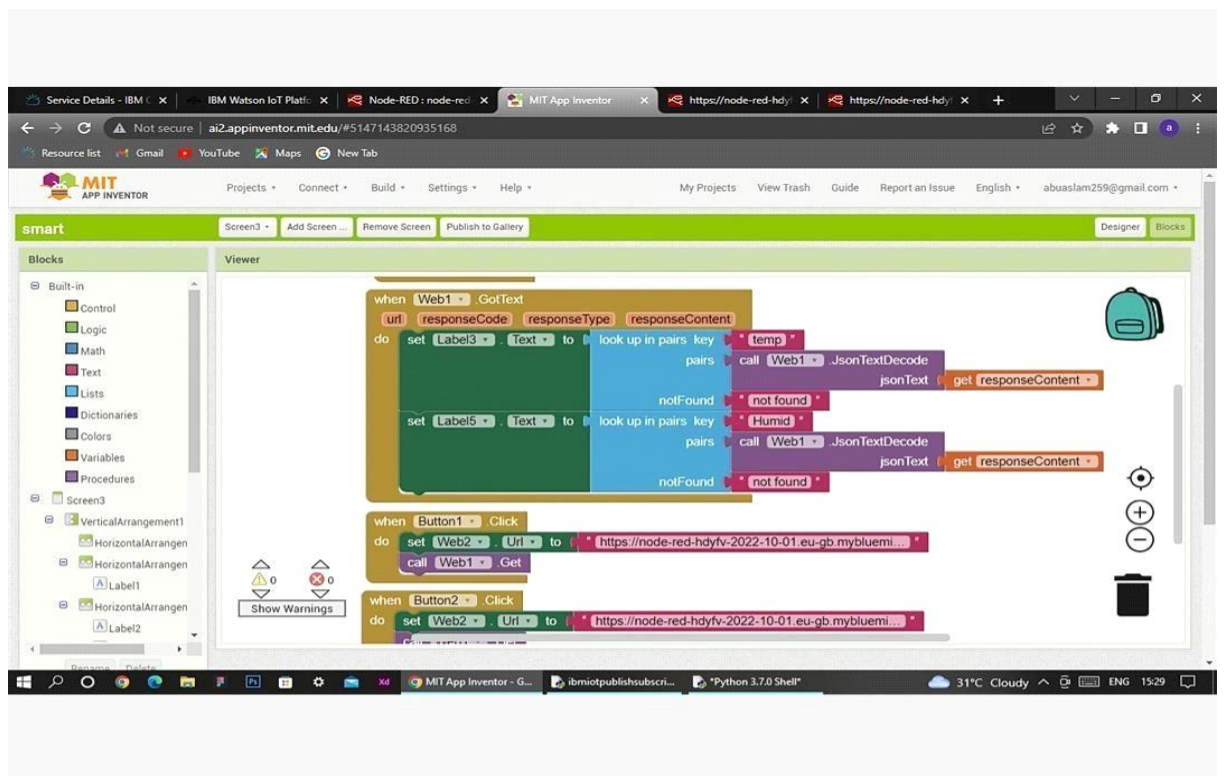 Service Details - IBM C
IBM Watson IoT Platfo
Node-RED : node-red
MIT App Inventor
https://node-red-hdyf
https://node-red-hdyf
Not secure
ai2.appinventor.mit.edu/#5147143820935168
a
Resource list
Gmail
YouTube
Maps
New Tab
MIT
APP INVENTOR
Projects
Connect
Build
Settings
Help
My Projects
View Trash
Guide
Report an Issue
English
abuaslam259@gmail.com
smart
Screen3
Add Screen ...
Remove Screen
Publish to Gallery
Designer
Blocks
Blocks
Viewer
Built-in
Control
Logic
Math
Text
Lists
Dictionaries
Colors
Variables
Procedures
Screen3
VerticalArrangement1
HorizontalArrangen
HorizontalArrangen
Label1
HorizontalArrangen
Label2
Rename Delete
when Web1 .GotText
url responseCode responseType responseContent
do set Label3 . Text to look up in pairs key " temp "
pairs call Web1 .JsonTextDecode
jsonText get responseContent
notFound " not found "
set Label5 . Text to look up in pairs key " Humid "
pairs call Web1 .JsonTextDecode
jsonText get responseContent
notFound " not found "
when Button1 .Click
do set Web2 . Url to " https://node-red-hdyfv-2022-10-01.eu-gb.mybluemi... "
call Web1 .Get
when Button2 .Click
do set Web2 . Url to " https://node-red-hdyfv-2022-10-01.eu-gb.mybluemi... "
0 0
Show Warnings
Ps
Xd
MIT App Inventor - G...
ibmiotpublishsubscri...
*Python 3.7.0 Shell*
31°C Cloudy
ENG
15:29